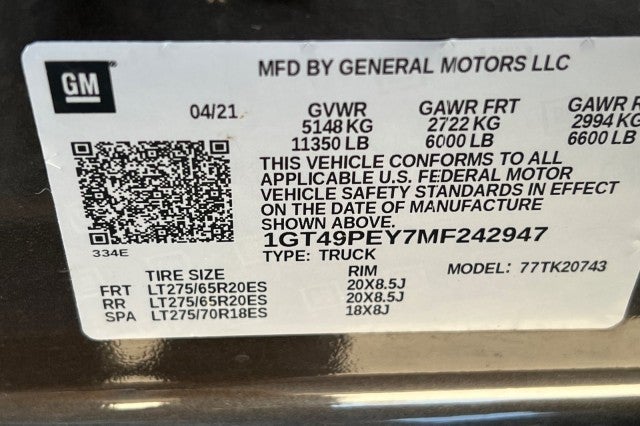 GM
MFD BY GENERAL MOTORS LLC
04/21 GVWR GAWR FRT GAWR R
5148 KG 2722 KG 2994 KG
11350 LB 6000 LB 6600 LB
THIS VEHICLE CONFORMS TO ALL
APPLICABLE U.S. FEDERAL MOTOR
VEHICLE SAFETY STANDARDS IN EFFECT
ON THE DATE OF MANUFACTURE
SHOWN ABOVE.
1GT49PEY7MF242947
334E
TYPE: TRUCK MODEL: 77TK20743
TIRE SIZE RIM
FRT LT275/65R20ES 20X8.5J
RR LT275/65R20ES 20X8.5J
SPA LT275/70R18ES 18X8J